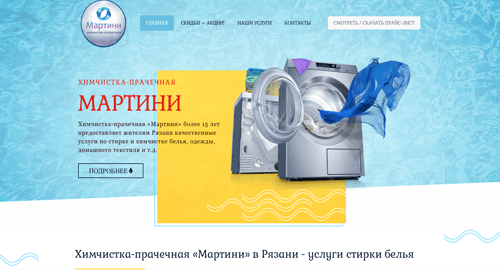 Мартини
ГЛАВНАЯ
СКИДКИ — АКЦИИ!
НАШИ УСЛУГИ
КОНТАКТЫ
СМОТРЕТЬ / СКАЧАТЬ ПРАЙС-ЛИСТ
ХИМЧИСТКА-ПРАЧЕЧНАЯ
МАРТИНИ
Химчистка-прачечная «Мартини» более 15 лет
предоставляет жителям Рязани качественные
услуги по стирке и химчистке белья, одежды,
домашнего текстиля и т.д.
ПОДРОБНЕЕ
Химчистка-прачечная «Мартини» в Рязани - услуги стирки белья